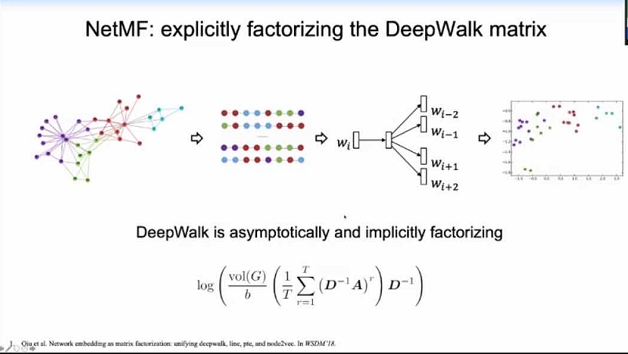 NetMF: explicitly factorizing the DeepWalk matrix
w_{i-2}
w_{i-1}
w_i
w_{i+1}
w_{i+2}
DeepWalk is asymptotically and implicitly factorizing
log ( vol(G)/b ( 1/T ∑_{r=1}^{T} (D^{-1}A)^r ) D^{-1} )
1. Qiu et al. Network embedding as matrix factorization: unifying deepwalk, line, pte, and node2vec. In WSDM'18.